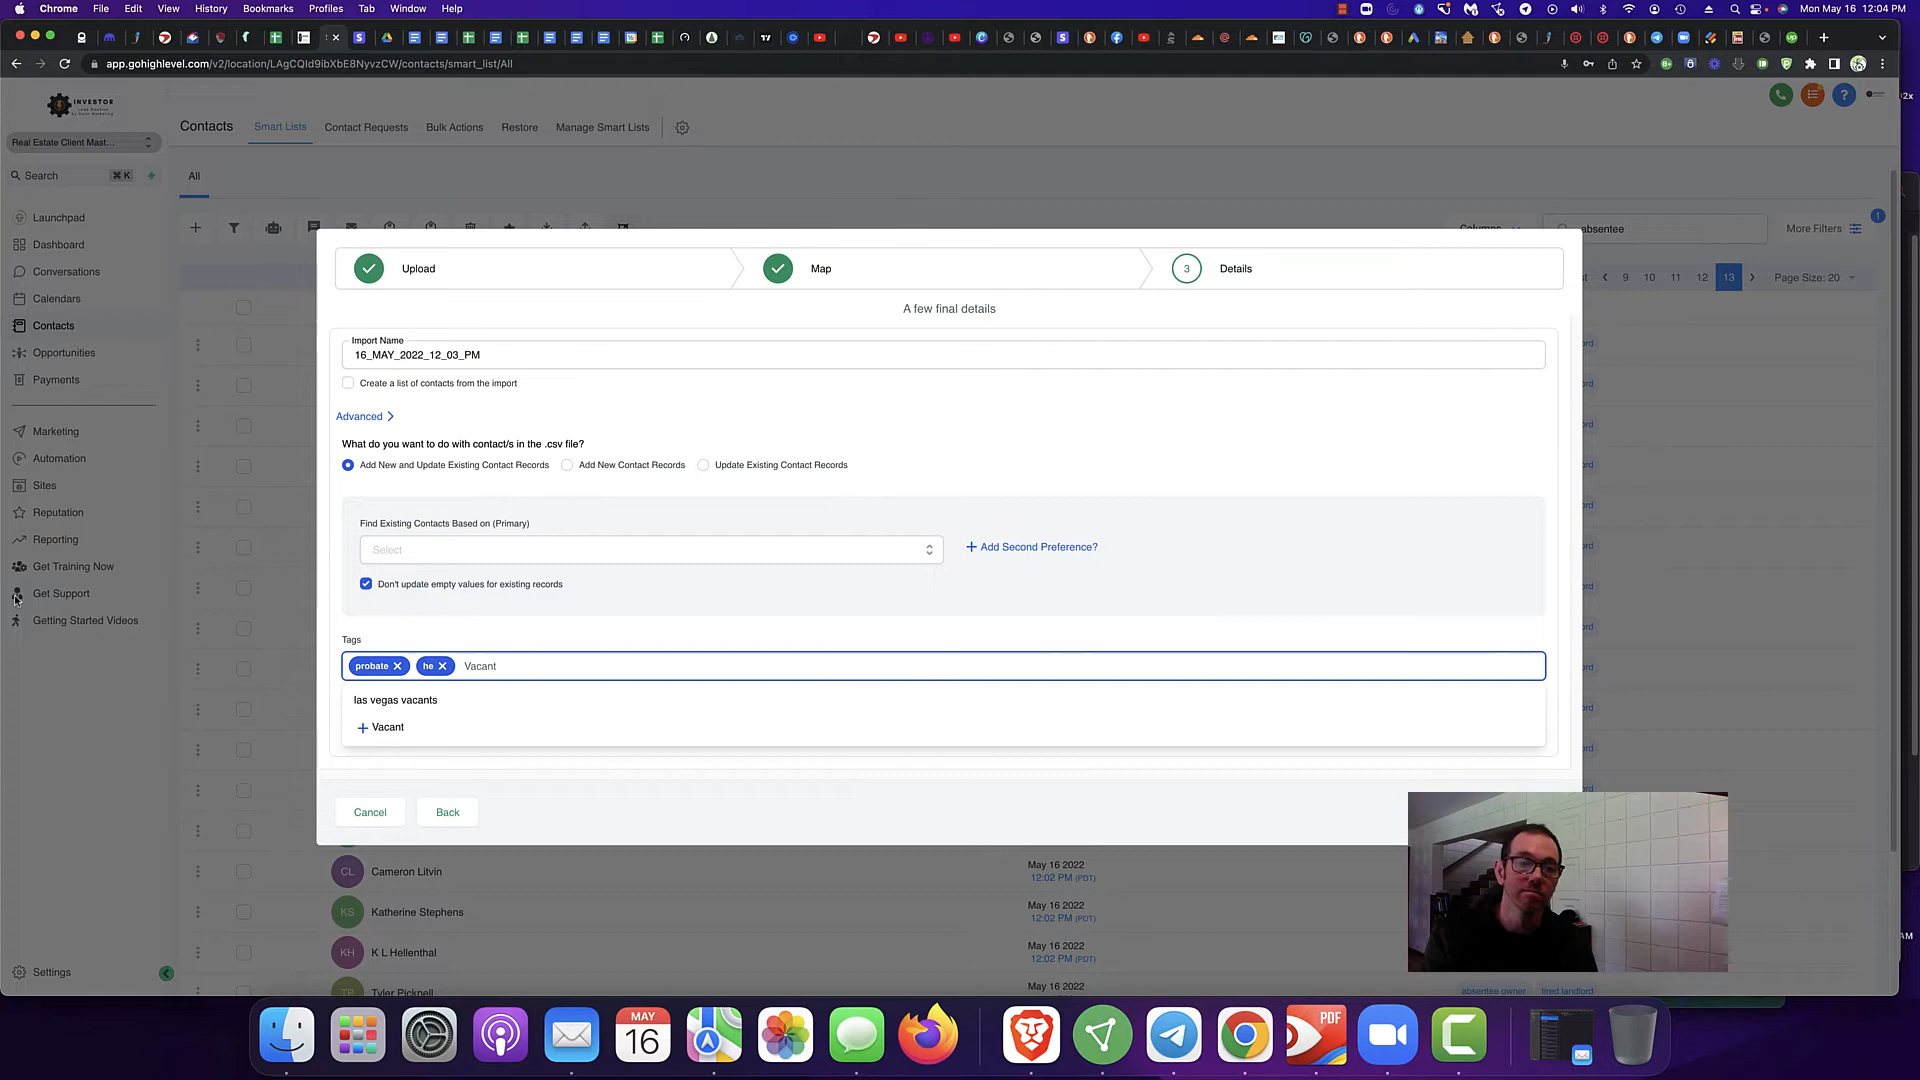 Chrome File Edit View History Bookmarks Profiles Tab Window Help
Mon May 16 12:04 PM
app.gohighlevel.com/v2/location/LAgCQId9ibXbE8NyvzCW/contacts/smart_list/All
INVESTOR
Real Estate Client Mast...
Search ⌘ K
Launchpad
Dashboard
Conversations
Calendars
Contacts
Opportunities
Payments
Marketing
Automation
Sites
Reputation
Reporting
Get Training Now
Get Support
Getting Started Videos
Settings
Contacts Smart Lists Contact Requests Bulk Actions Restore Manage Smart Lists
All
Columns
absentee
More Filters
1
9 10 11 12 13
Page Size: 20
Upload
Map
3 Details
A few final details
Import Name
16_MAY_2022_12_03_PM
Create a list of contacts from the import
Advanced
What do you want to do with contact/s in the .csv file?
Add New and Update Existing Contact Records
Add New Contact Records
Update Existing Contact Records
Find Existing Contacts Based on (Primary)
Select
+ Add Second Preference?
Don't update empty values for existing records
Tags
probate he Vacant
las vegas vacants
+ Vacant
Cancel Back
CL Cameron Litvin
May 16 2022
12:02 PM (PDT)
KS Katherine Stephens
May 16 2022
12:02 PM (PDT)
KH K L Hellenthal
May 16 2022
12:02 PM (PDT)
TP Tyler Picknell
May 16 2022
absentee owner tired landlord
MAY
16
PDF